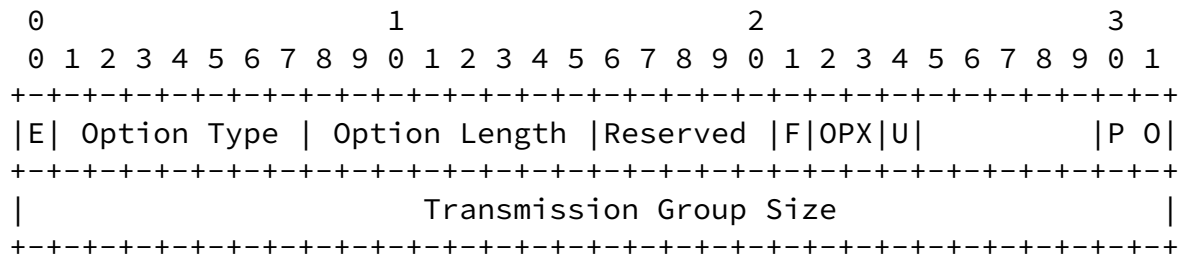 0                   1                   2                   3
 0 1 2 3 4 5 6 7 8 9 0 1 2 3 4 5 6 7 8 9 0 1 2 3 4 5 6 7 8 9 0 1
+-+-+-+-+-+-+-+-+-+-+-+-+-+-+-+-+-+-+-+-+-+-+-+-+-+-+-+-+-+-+-+-+
|E| Option Type | Option Length |Reserved |F|OPX|U|         |P O|
+-+-+-+-+-+-+-+-+-+-+-+-+-+-+-+-+-+-+-+-+-+-+-+-+-+-+-+-+-+-+-+-+
|                      Transmission Group Size                  |
+-+-+-+-+-+-+-+-+-+-+-+-+-+-+-+-+-+-+-+-+-+-+-+-+-+-+-+-+-+-+-+-+